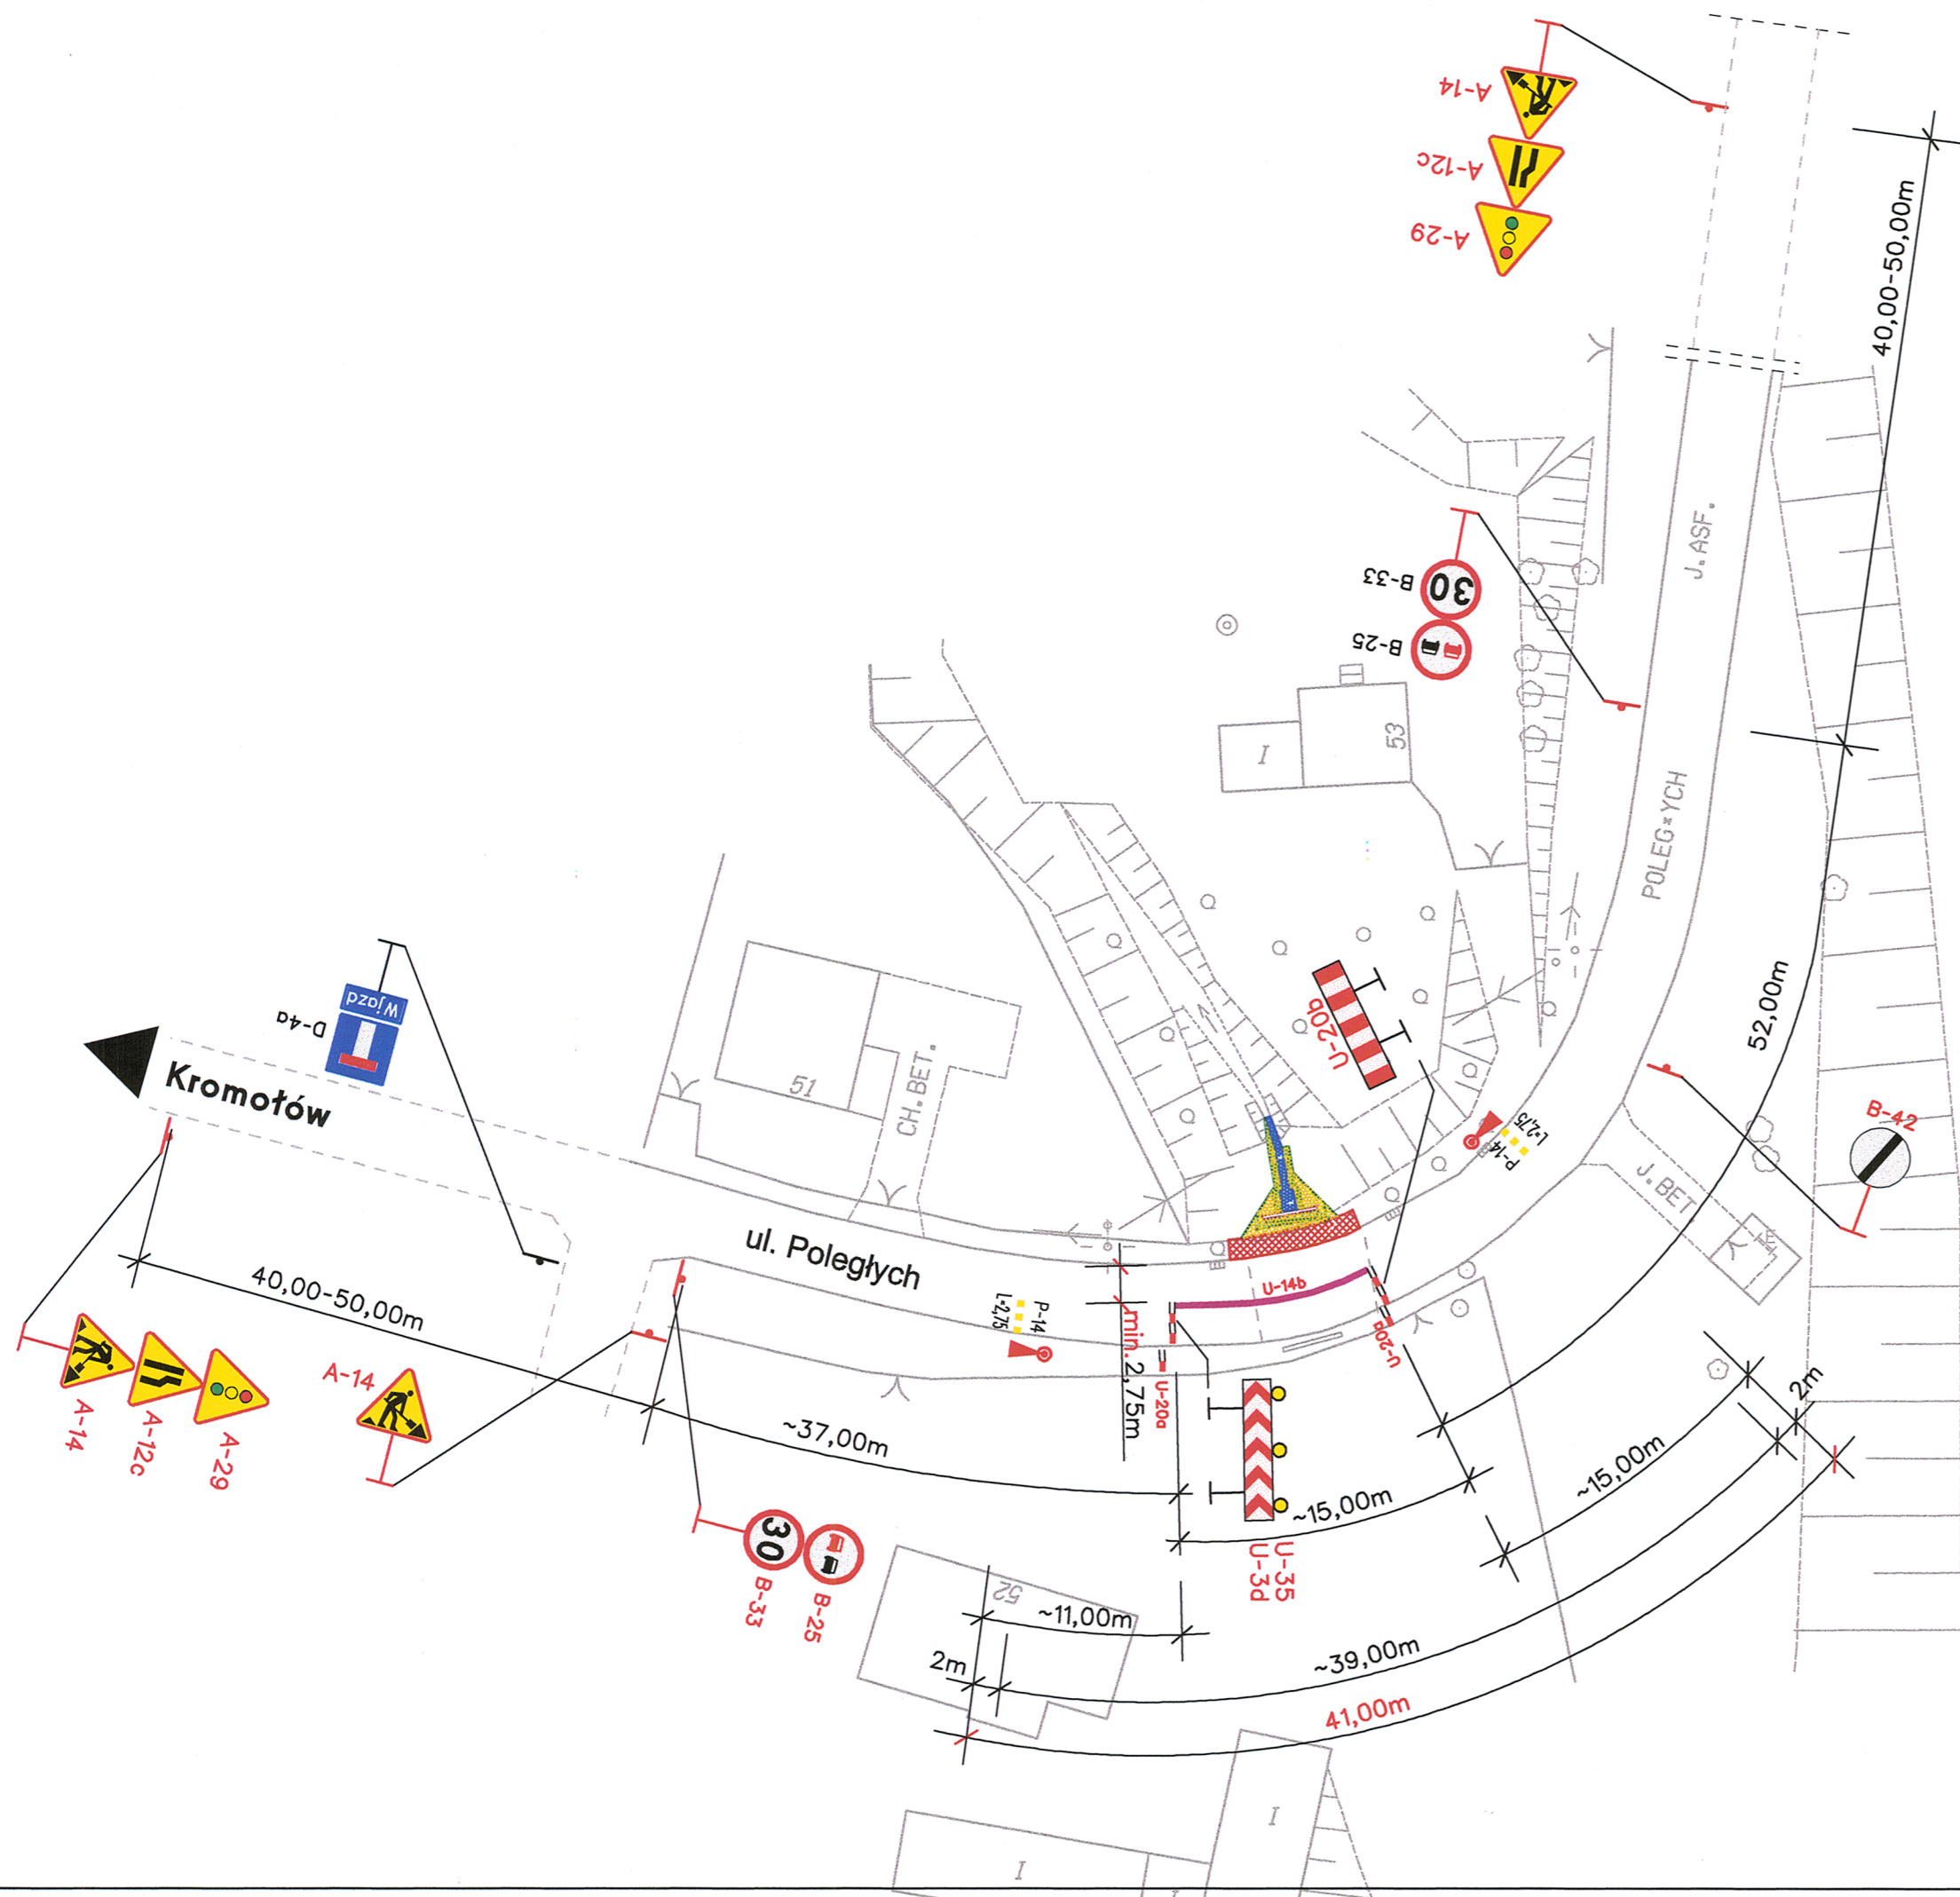 A-14
A-12c
A-29
40,00-50,00m
J.ASF.
B-33
30
B-25
I
53
POLEG¤YCH
52,00m
U-20b
Wjazd
D-4a
Kromołów
51
CH.BET.
P-14
L=2,75
B-42
J.BET
ul. Poległych
U-14b
40,00-50,00m
P-14
L=2,75
min. 2,75m
U-20a
U-20a
2m
A-14
A-14
A-12c
A-29
~37,00m
~15,00m
~15,00m
U-35
U-3d
30
B-33
B-25
52
~11,00m
2m
~39,00m
41,00m
I
I
I